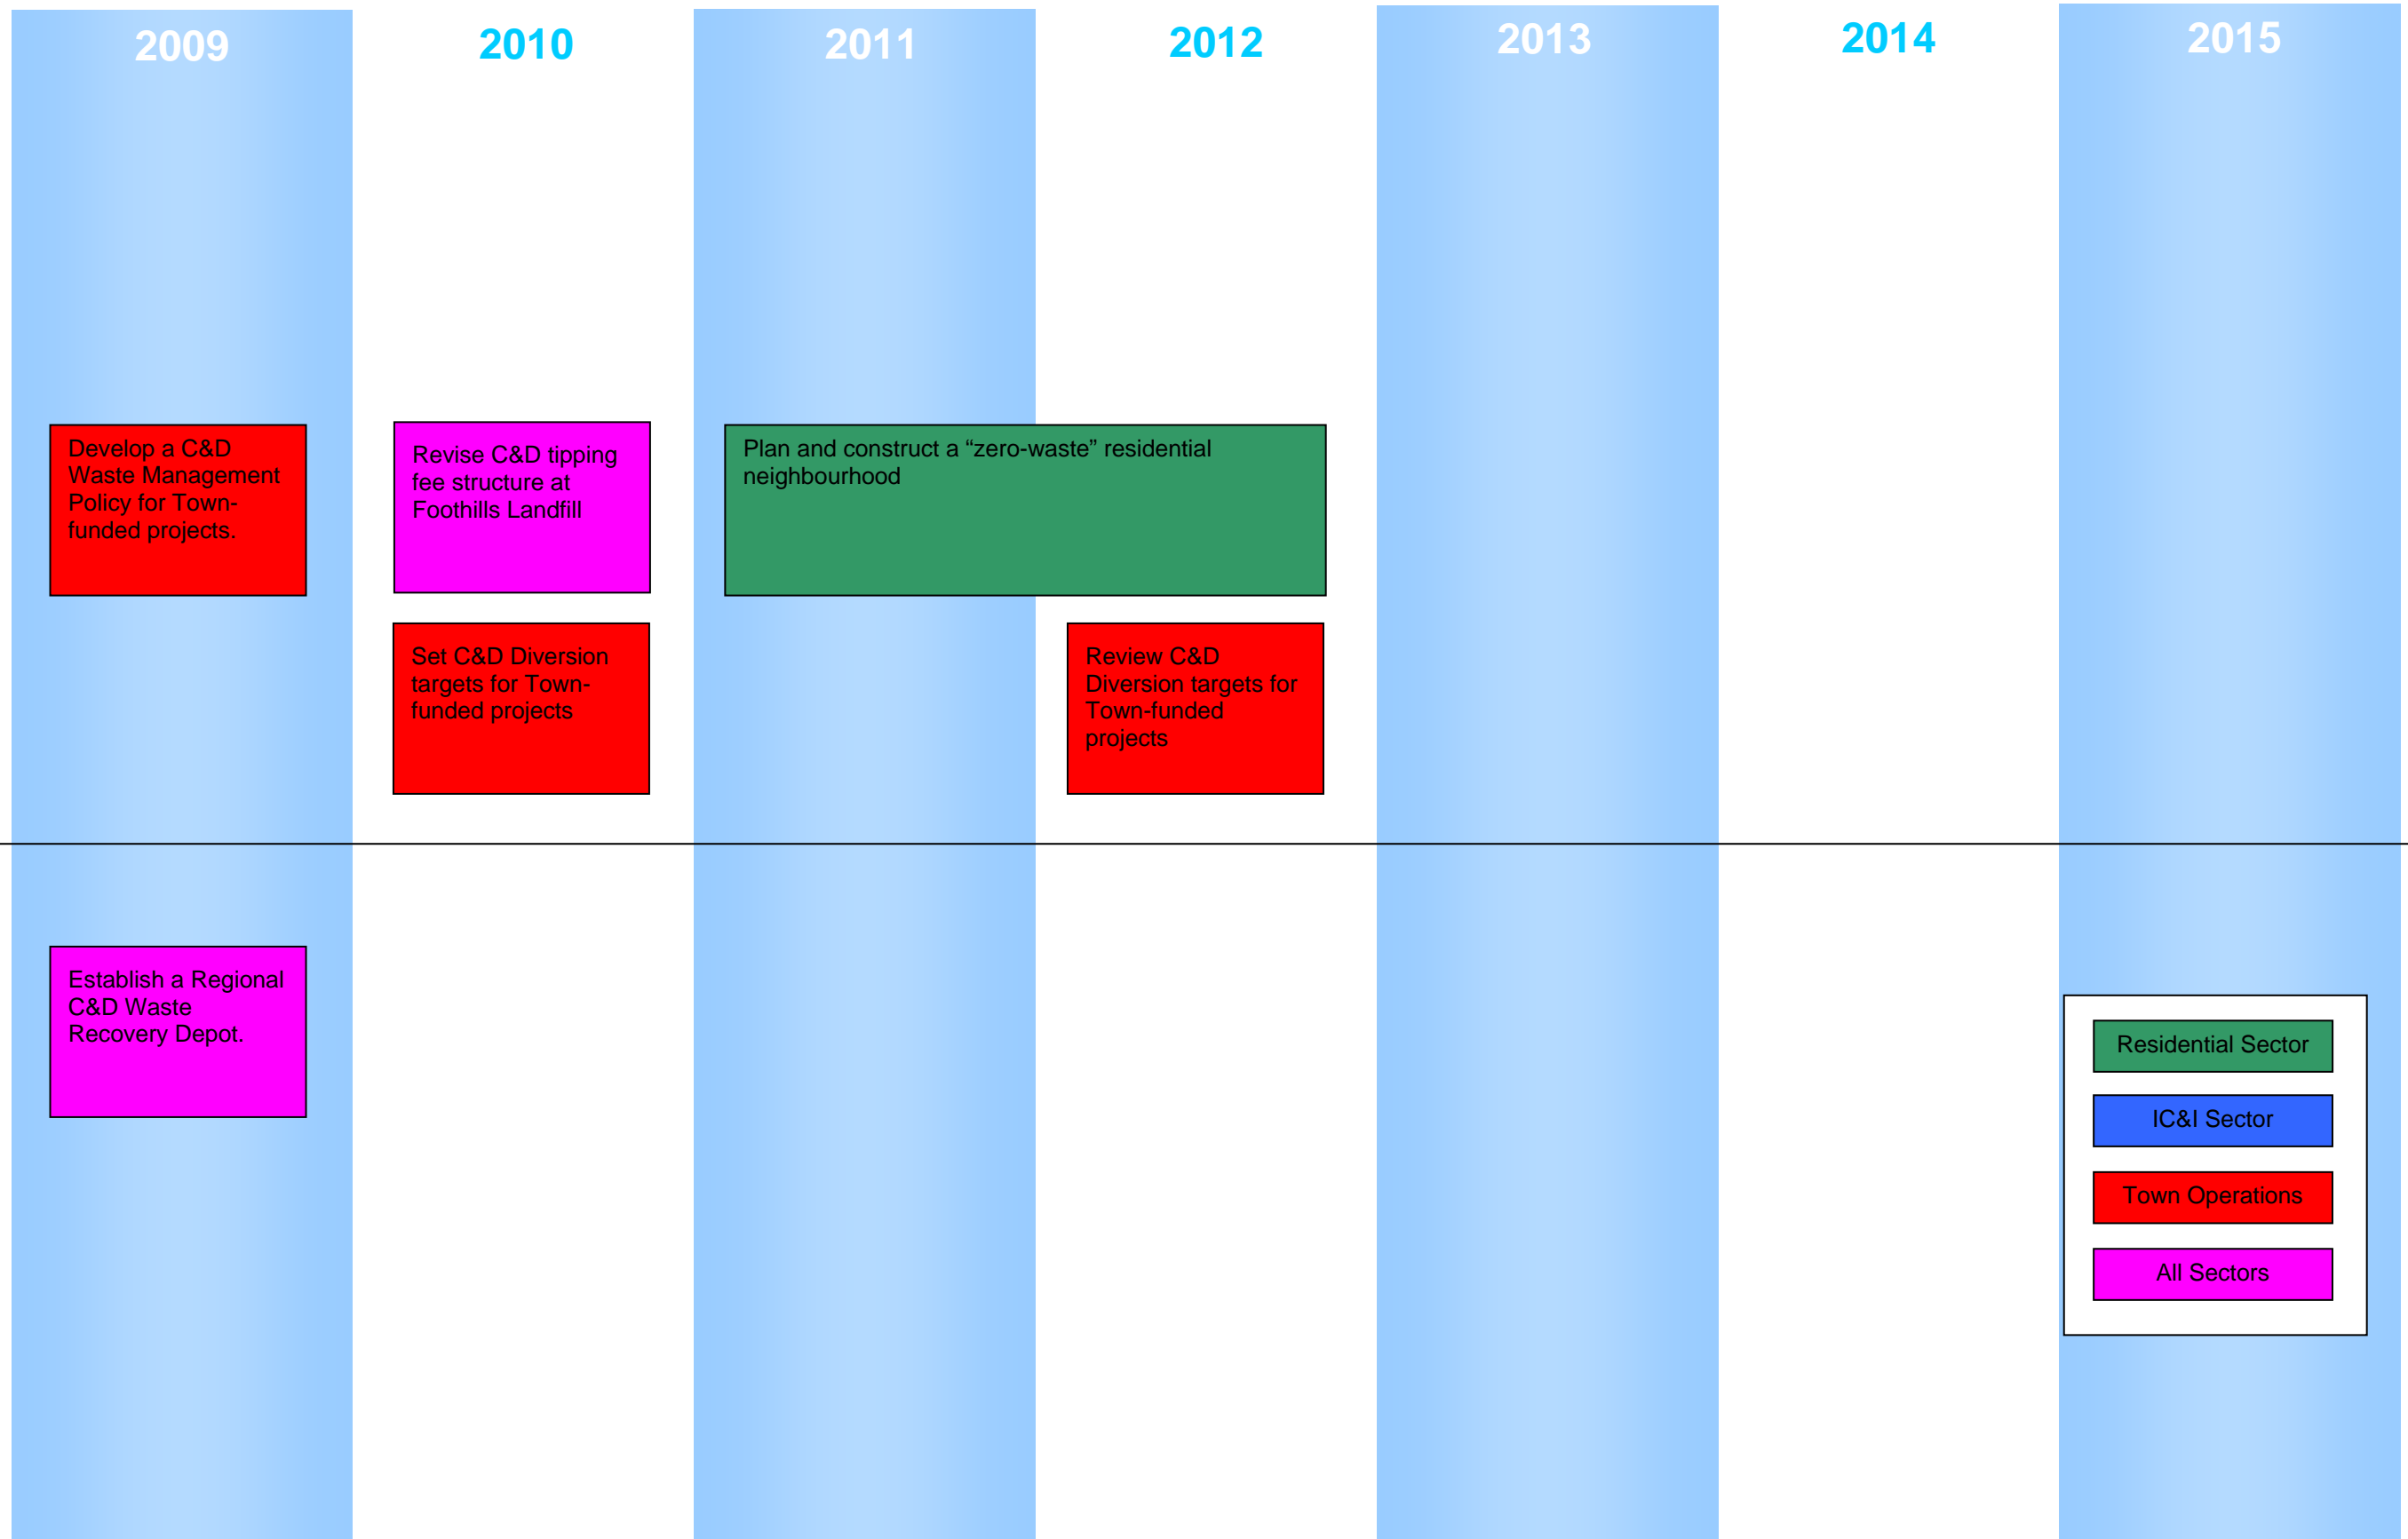 2009
2010
2011
2012
2013
2014
2015
Develop a C&D
Waste Management
Policy for Town-
funded projects.
Revise C&D tipping
fee structure at
Foothills Landfill
Plan and construct a “zero-waste” residential
neighbourhood
Set C&D Diversion
targets for Town-
funded projects
Review C&D
Diversion targets for
Town-funded
projects
Establish a Regional
C&D Waste
Recovery Depot.
Residential Sector
IC&I Sector
Town Operations
All Sectors